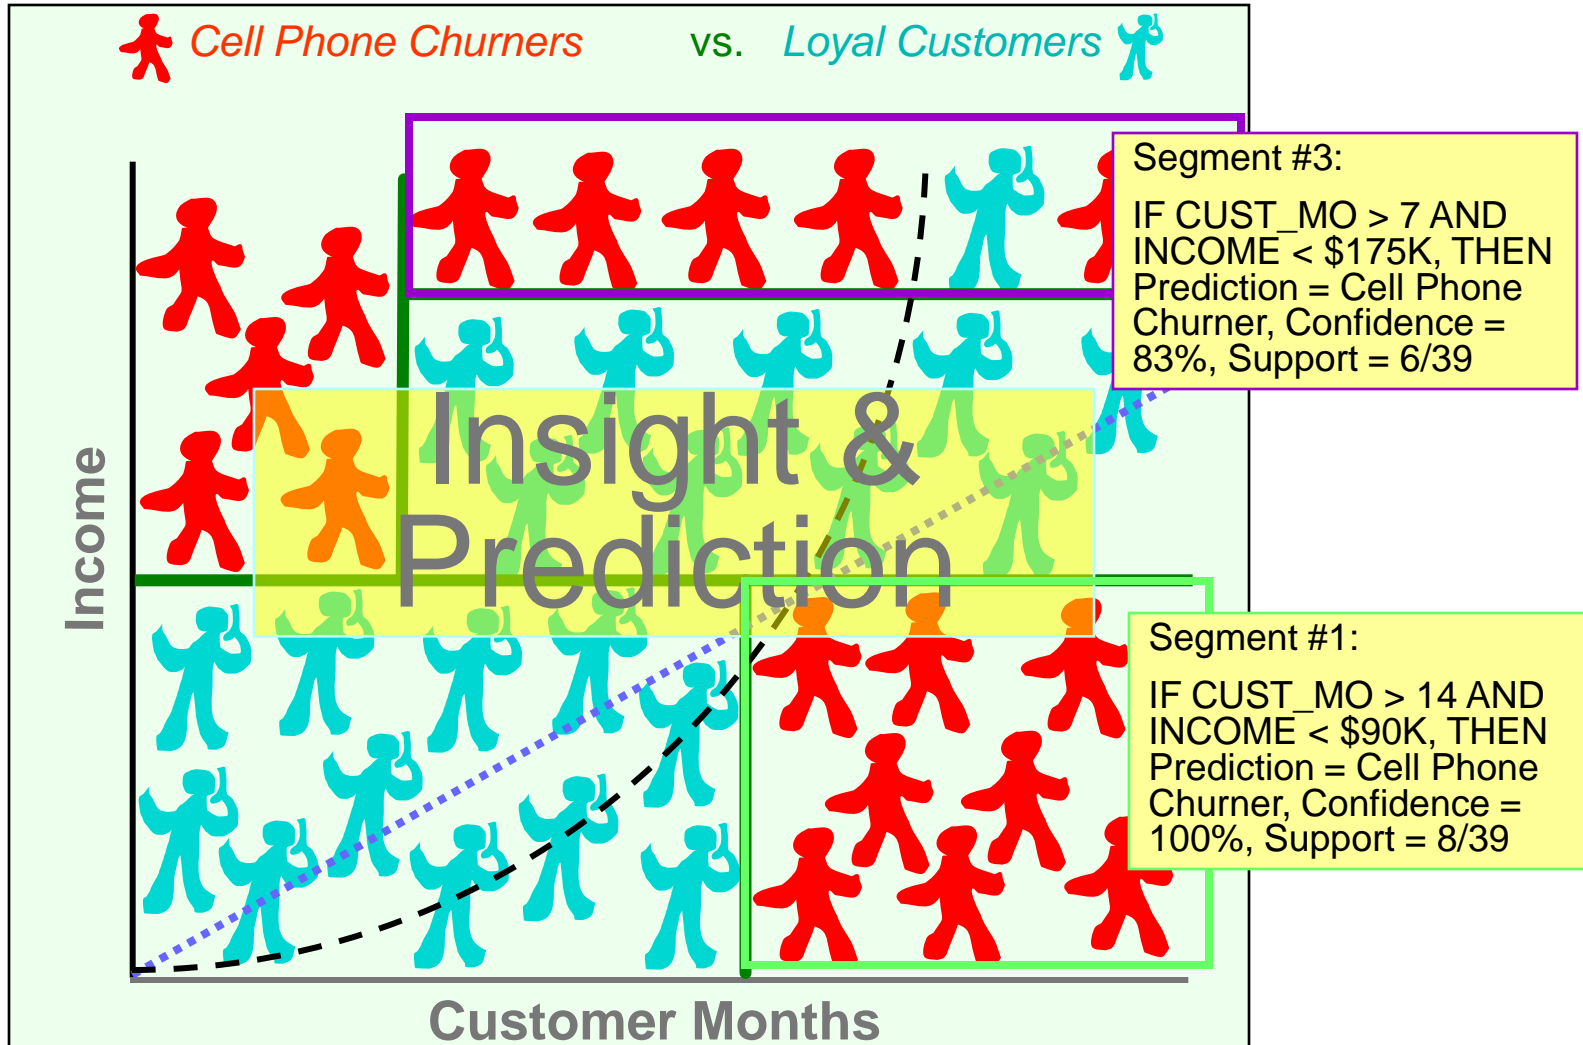 Cell Phone Churners vs. Loyal Customers
Segment #3:
IF CUST_MO > 7 AND
INCOME < $175K, THEN
Prediction = Cell Phone
Churner, Confidence =
83%, Support = 6/39
Insight &
Prediction
Income
Segment #1:
IF CUST_MO > 14 AND
INCOME < $90K, THEN
Prediction = Cell Phone
Churner, Confidence =
100%, Support = 8/39
Customer Months